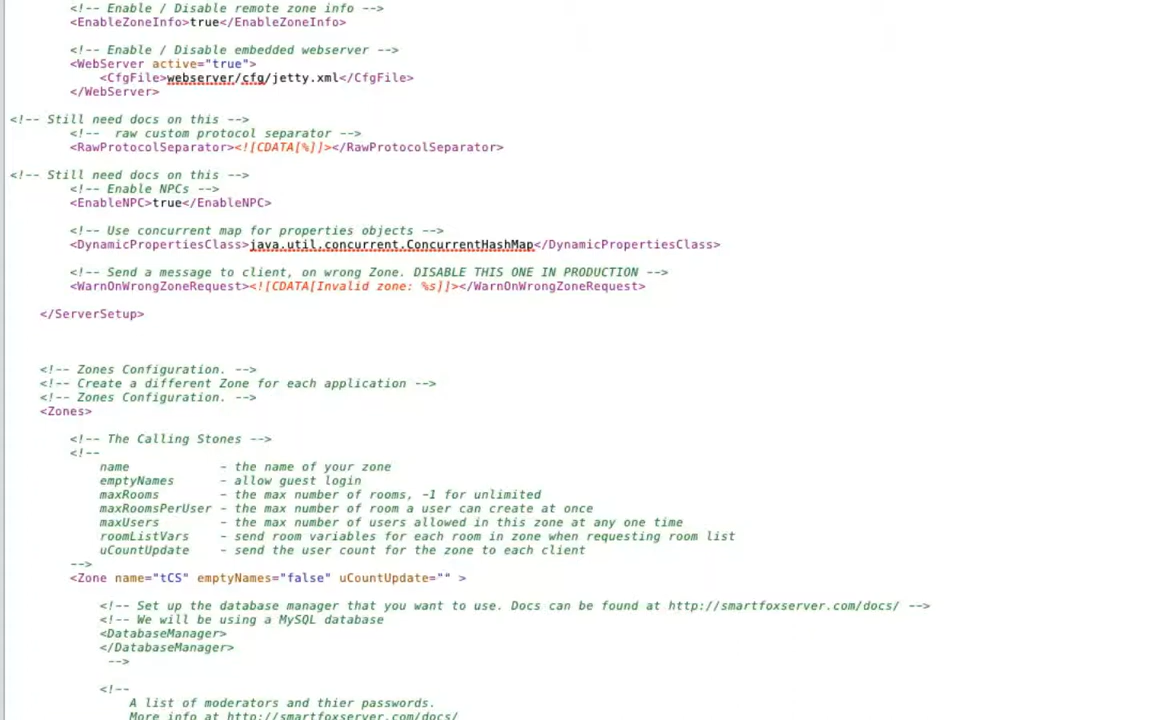 <!-- Enable / Disable remote zone info -->
<EnableZoneInfo>true</EnableZoneInfo>
<!-- Enable / Disable embedded webserver -->
<WebServer active="true">
<CfgFile>webserver/cfg/jetty.xml</CfgFile>
</WebServer>
<!-- Still need docs on this -->
<!--  raw custom protocol separator -->
<RawProtocolSeparator><![CDATA[%]]></RawProtocolSeparator>
<!-- Still need docs on this -->
<!-- Enable NPCs -->
<EnableNPC>true</EnableNPC>
<!-- Use concurrent map for properties objects -->
<DynamicPropertiesClass>java.util.concurrent.ConcurrentHashMap</DynamicPropertiesClass>
<!-- Send a message to client, on wrong Zone. DISABLE THIS ONE IN PRODUCTION -->
<WarnOnWrongZoneRequest><![CDATA[Invalid zone: %s]]></WarnOnWrongZoneRequest>
</ServerSetup>
<!-- Zones Configuration. -->
<!-- Create a different Zone for each application -->
<!-- Zones Configuration. -->
<Zones>
<!-- The Calling Stones -->
<!--
name - the name of your zone
emptyNames - allow guest login
maxRooms - the max number of rooms, -1 for unlimited
maxRoomsPerUser - the max number of room a user can create at once
maxUsers - the max number of users allowed in this zone at any one time
roomListVars - send room variables for each room in zone when requesting room list
uCountUpdate - send the user count for the zone to each client
-->
<Zone name="tCS" emptyNames="false" uCountUpdate="" >
<!-- Set up the database manager that you want to use. Docs can be found at http://smartfoxserver.com/docs/ -->
<!-- We will be using a MySQL database
<DatabaseManager>
</DatabaseManager>
-->
<!--
A list of moderators and thier passwords.
More info at http://smartfoxserver.com/docs/